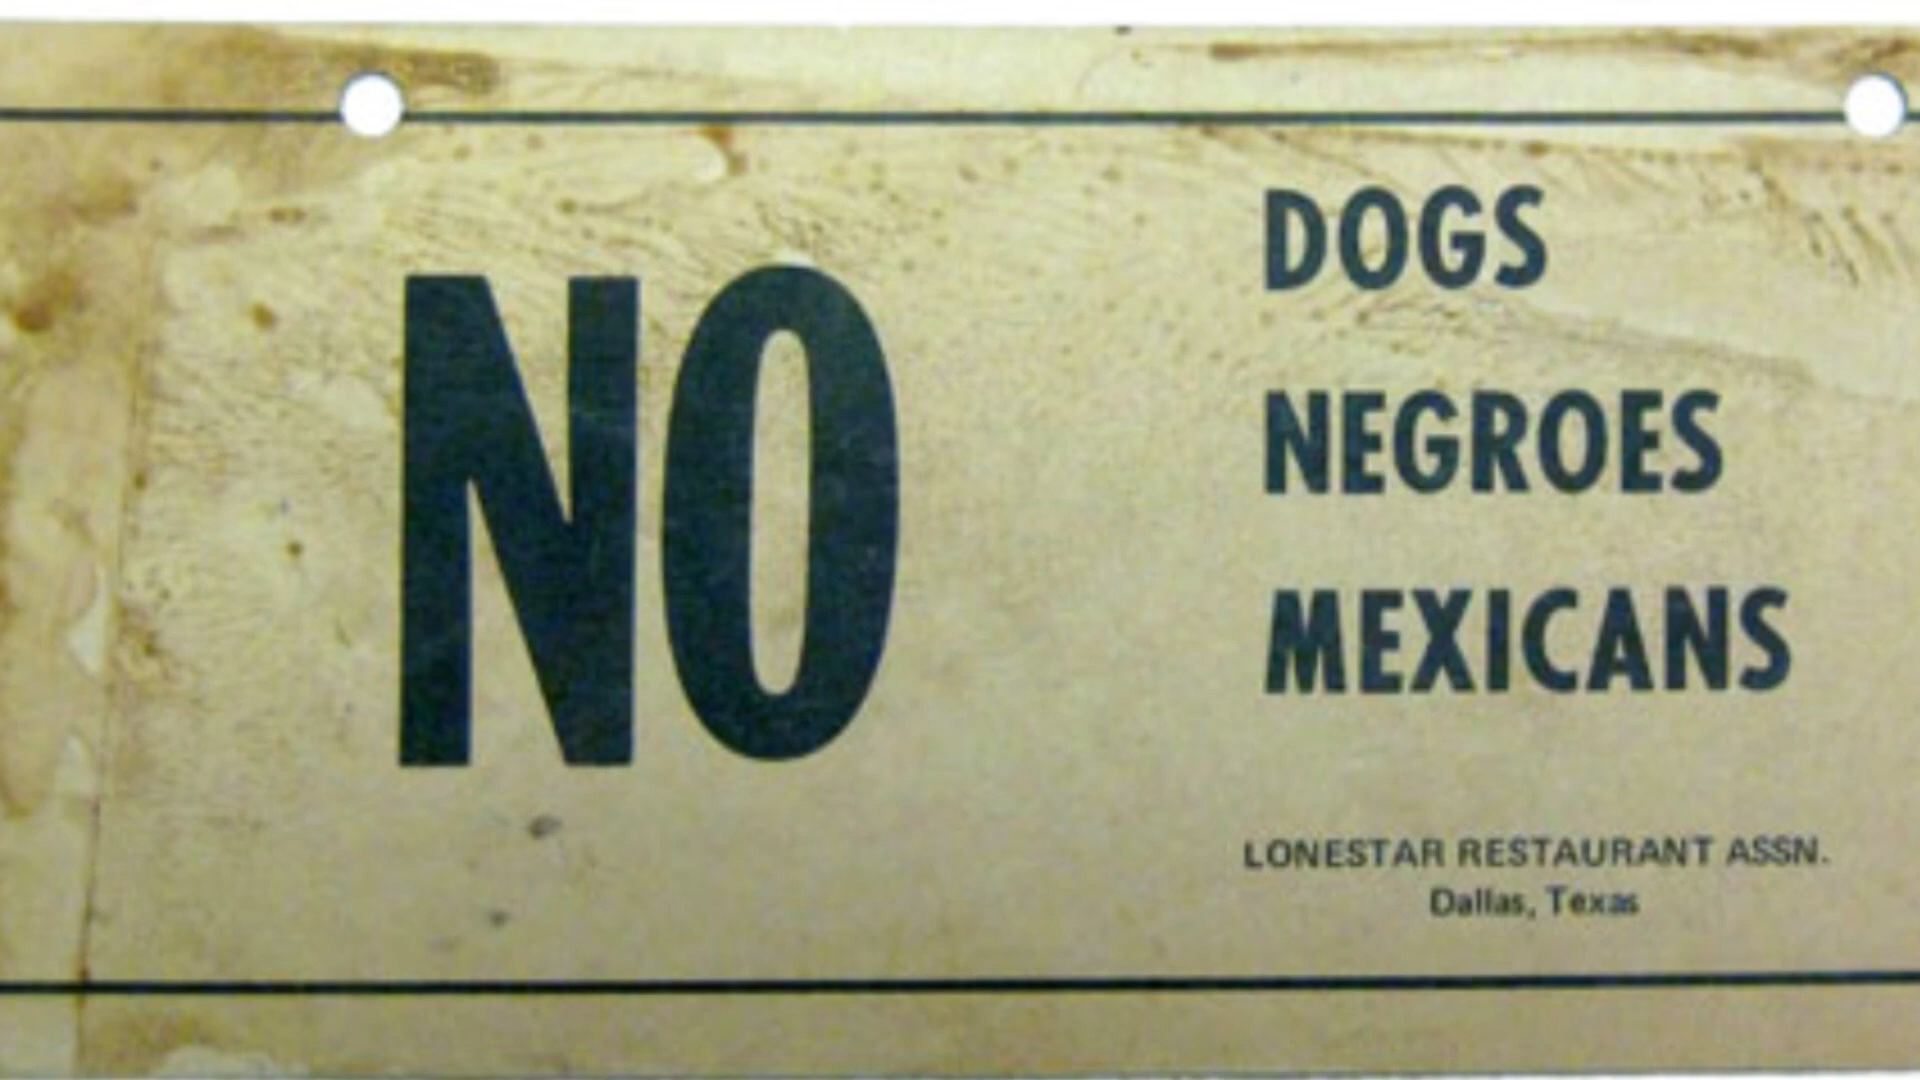 NO
DOGS
NEGROES
MEXICANS
LONESTAR RESTAURANT ASSN.
Dallas, Texas